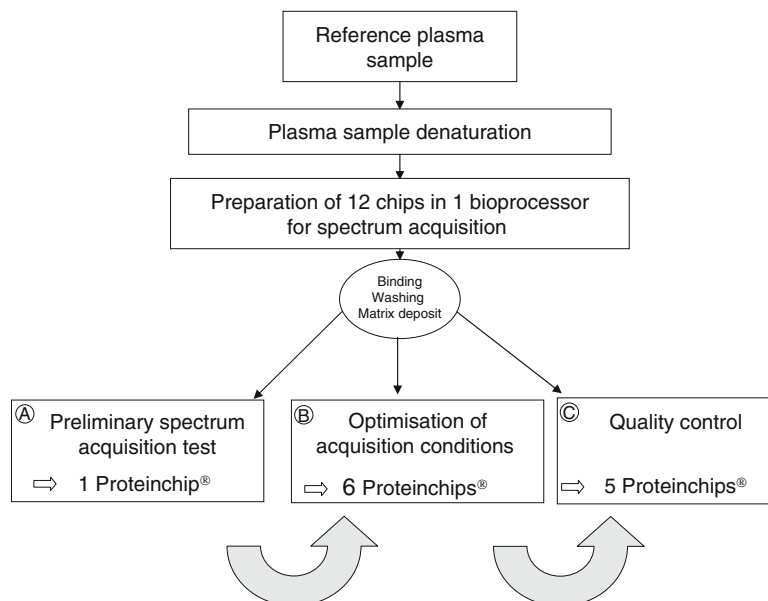 Reference plasma
sample
Plasma sample denaturation
Preparation of 12 chips in 1 bioprocessor
for spectrum acquisition
Binding
Washing
Matrix deposit
A
Preliminary spectrum
acquisition test
⇨ 1 Proteinchip®
B
Optimisation of
acquisition conditions
⇨ 6 Proteinchips®
C
Quality control
⇨ 5 Proteinchips®